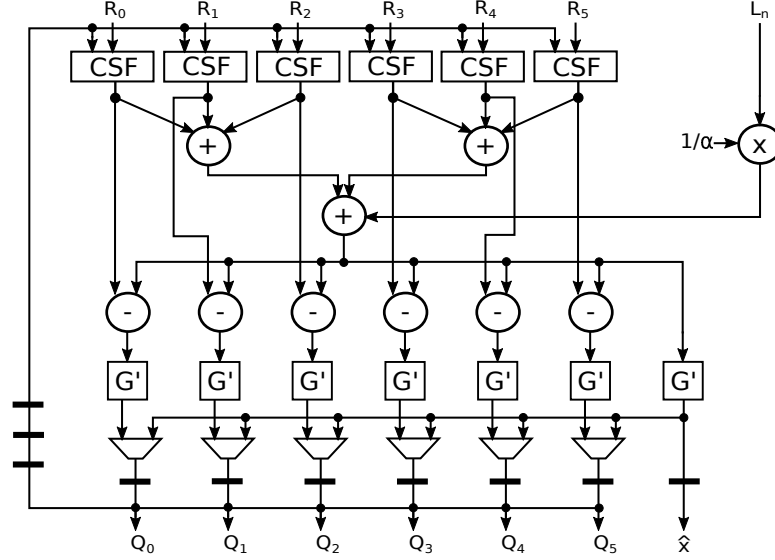 R0 R1 R2 R3 R4 R5 Ln
CSF CSF CSF CSF CSF CSF
+ + 1/α x
+
- - - - - -
G' G' G' G' G' G' G'
Q0 Q1 Q2 Q3 Q4 Q5 x̂